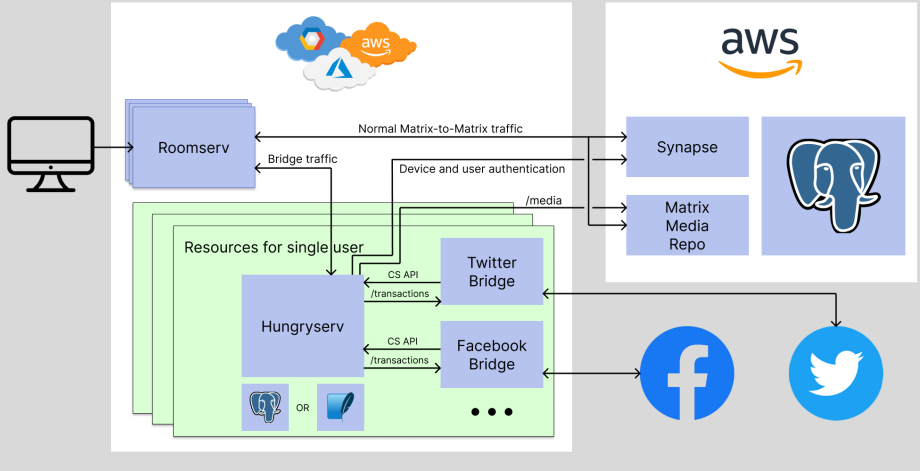 aws
aws
Normal Matrix-to-Matrix traffic
Roomserv
Synapse
Bridge traffic
Device and user authentication
/media
Matrix
Media
Repo
Resources for single user
Twitter
Bridge
CS API
/transactions
Hungryserv
CS API
/transactions
Facebook
Bridge
OR